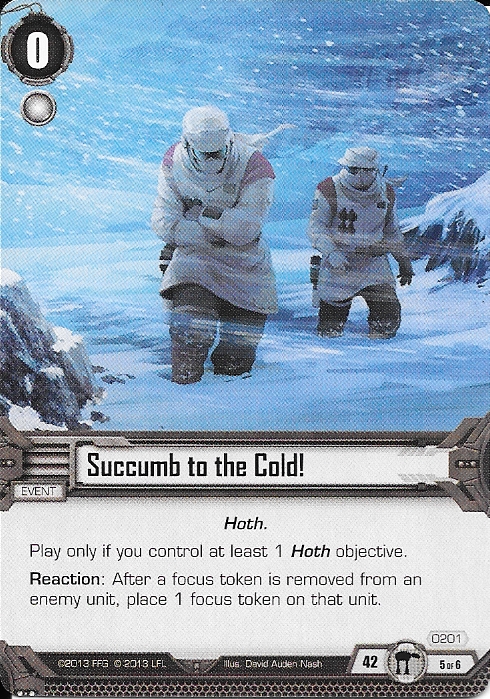 0
Succumb to the Cold!
EVENT
Hoth.
Play only if you control at least 1 Hoth objective.
Reaction: After a focus token is removed from an
enemy unit, place 1 focus token on that unit.
0201
©2013 FFG ©2013 LFL Illus. David Auden Nash 42 5 OF 6